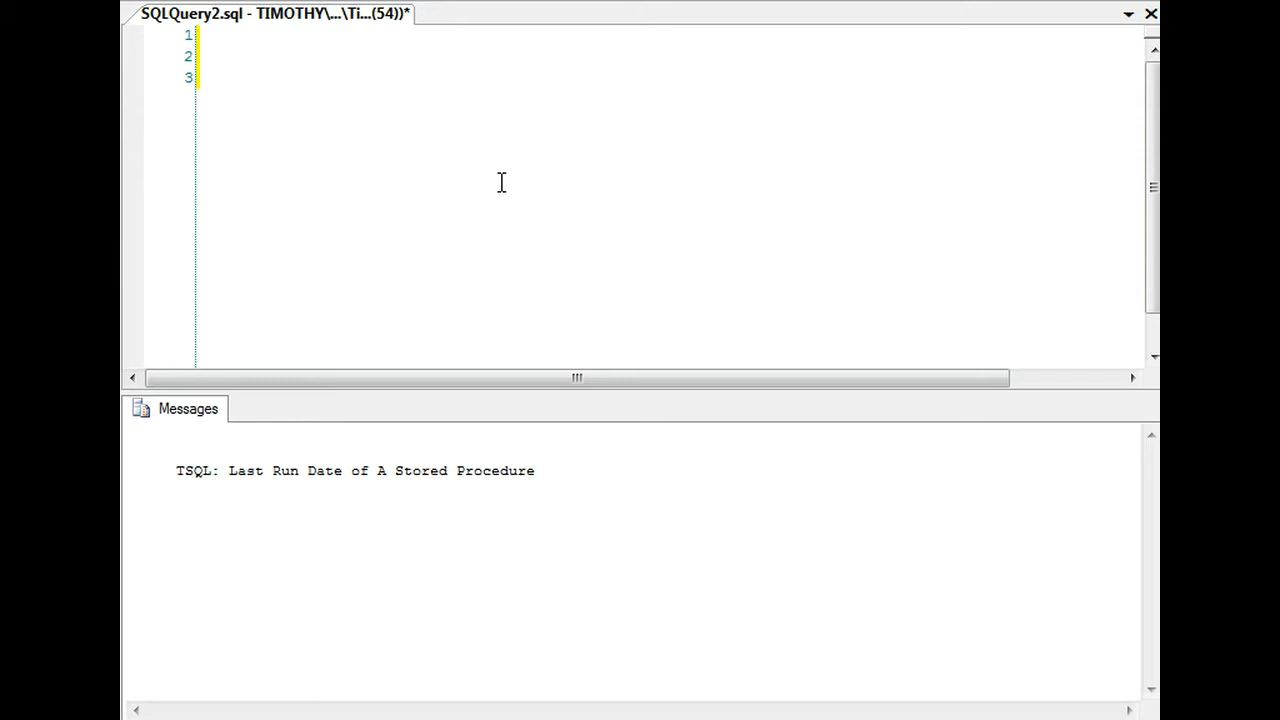 SQLQuery2.sql - TIMOTHY\...\Ti...(54))*
1
2
3
Messages
TSQL: Last Run Date of A Stored Procedure